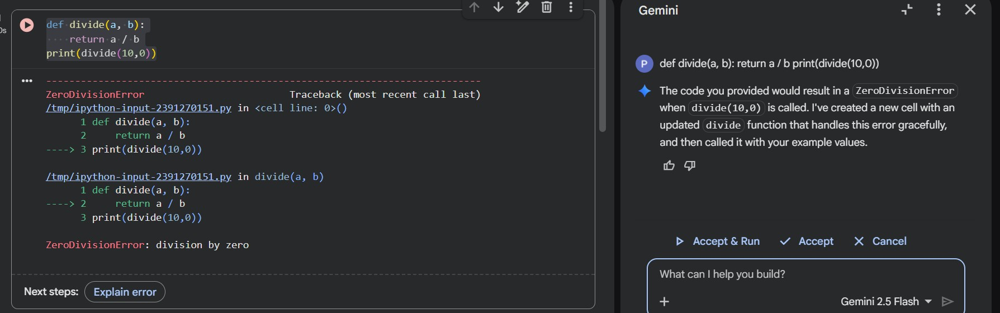 def divide(a, b):
    return a / b
print(divide(10,0))
---------------------------------------------------------------------------
ZeroDivisionError                         Traceback (most recent call last)
/tmp/ipython-input-2391270151.py in <cell line: 0>()
      1 def divide(a, b):
      2     return a / b
----> 3 print(divide(10,0))
/tmp/ipython-input-2391270151.py in divide(a, b)
      1 def divide(a, b):
----> 2     return a / b
      3 print(divide(10,0))
ZeroDivisionError: division by zero
Next steps: Explain error
Gemini
P def divide(a, b): return a / b print(divide(10,0))
The code you provided would result in a ZeroDivisionError
when divide(10,0) is called. I've created a new cell with an
updated divide function that handles this error gracefully,
and then called it with your example values.
Accept & Run Accept Cancel
What can I help you build?
Gemini 2.5 Flash